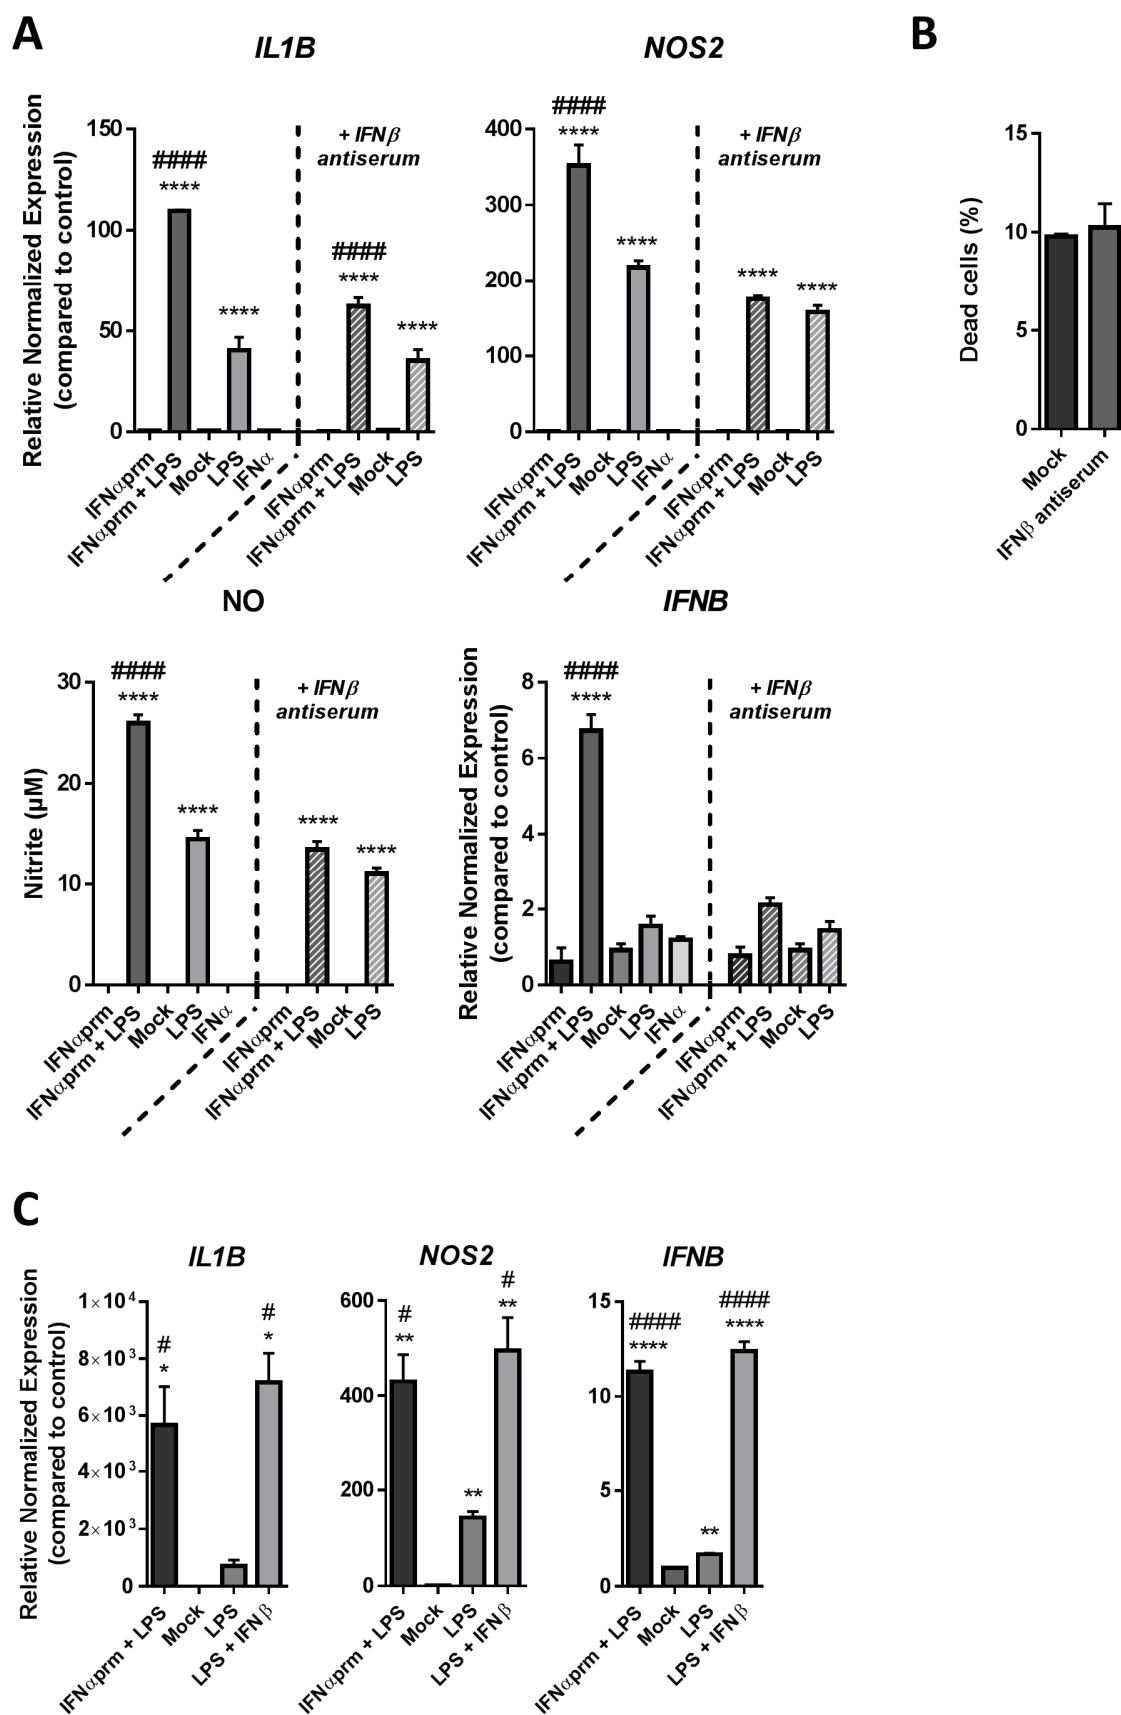 A
B
IL1B
NOS2
Relative Normalized Expression
(compared to control)
150
100
50
0
####
****
****
+ IFNβ
antiserum
####
****
****
IFNαprm
IFNαprm + LPS
Mock
LPS
IFNα
IFNαprm
IFNαprm + LPS
Mock
LPS
400
300
200
100
0
####
****
****
+ IFNβ
antiserum
****
****
IFNαprm
IFNαprm + LPS
Mock
LPS
IFNα
IFNαprm
IFNαprm + LPS
Mock
LPS
Dead cells (%)
15
10
5
0
Mock
IFNβ antiserum
NO
IFNB
Nitrite (µM)
30
20
10
0
####
****
****
+ IFNβ
antiserum
****
****
IFNαprm
IFNαprm + LPS
Mock
LPS
IFNα
IFNαprm
IFNαprm + LPS
Mock
LPS
Relative Normalized Expression
(compared to control)
8
6
4
2
0
####
****
+ IFNβ
antiserum
IFNαprm
IFNαprm + LPS
Mock
LPS
IFNα
IFNαprm
IFNαprm + LPS
Mock
LPS
C
IL1B
NOS2
IFNB
Relative Normalized Expression
(compared to control)
1×10⁴
8×10³
6×10³
4×10³
2×10³
0
#
*
#
*
IFNαprm + LPS
Mock
LPS
LPS + IFNβ
600
400
200
0
#
**
**
#
**
IFNαprm + LPS
Mock
LPS
LPS + IFNβ
15
10
5
0
####
****
**
####
****
IFNαprm + LPS
Mock
LPS
LPS + IFNβ